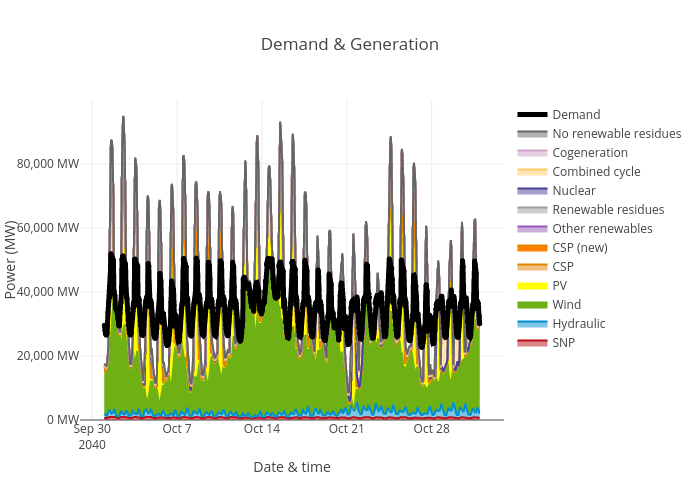 Demand & Generation
80,000 MW
60,000 MW
40,000 MW
20,000 MW
0 MW
Power (MW)
Sep 30
2040
Oct 7
Oct 14
Oct 21
Oct 28
Date & time
Demand
No renewable residues
Cogeneration
Combined cycle
Nuclear
Renewable residues
Other renewables
CSP (new)
CSP
PV
Wind
Hydraulic
SNP